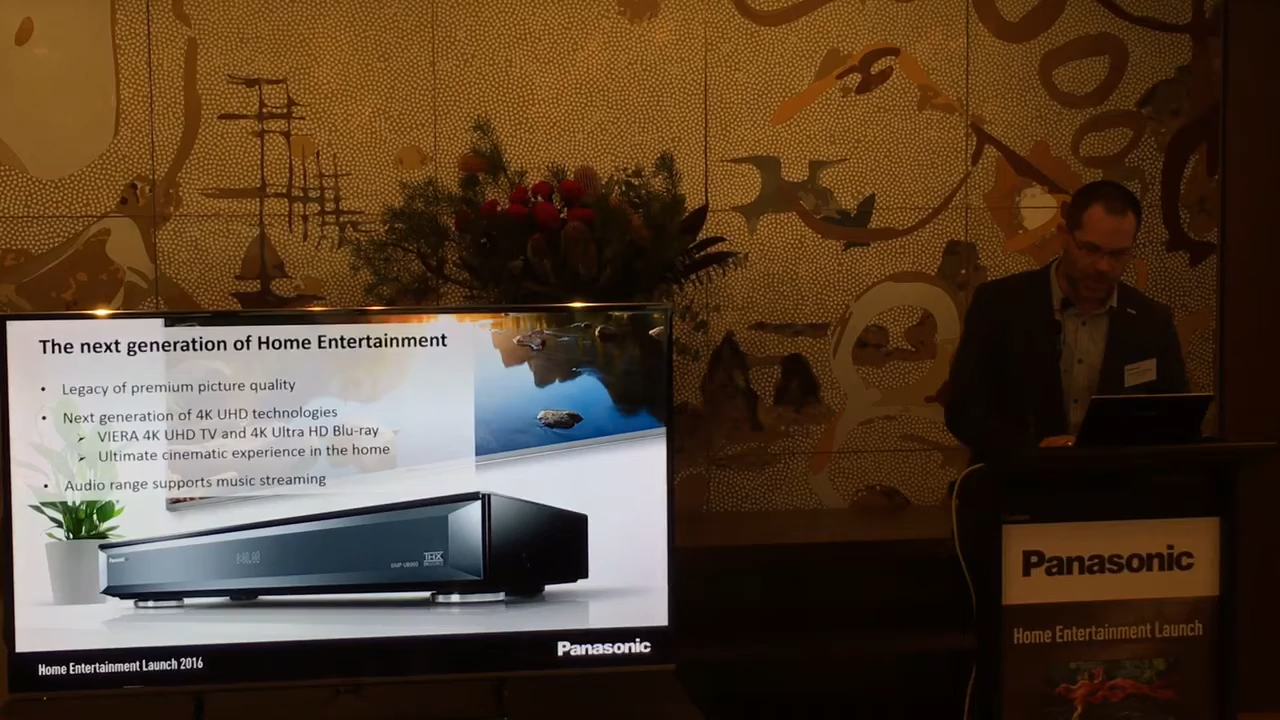 The next generation of Home Entertainment
• Legacy of premium picture quality
• Next generation of 4K UHD technologies
➢ VIERA 4K UHD TV and 4K Ultra HD Blu-ray
➢ Ultimate cinematic experience in the home
• Audio range supports music streaming
Panasonic
THX
Home Entertainment Launch 2016
Panasonic
Panasonic
Home Entertainment Launch